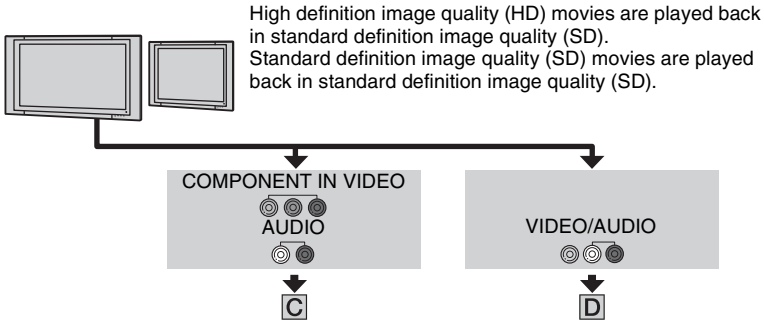 High definition image quality (HD) movies are played back
in standard definition image quality (SD).
Standard definition image quality (SD) movies are played
back in standard definition image quality (SD).
COMPONENT IN VIDEO
AUDIO
VIDEO/AUDIO
C
D